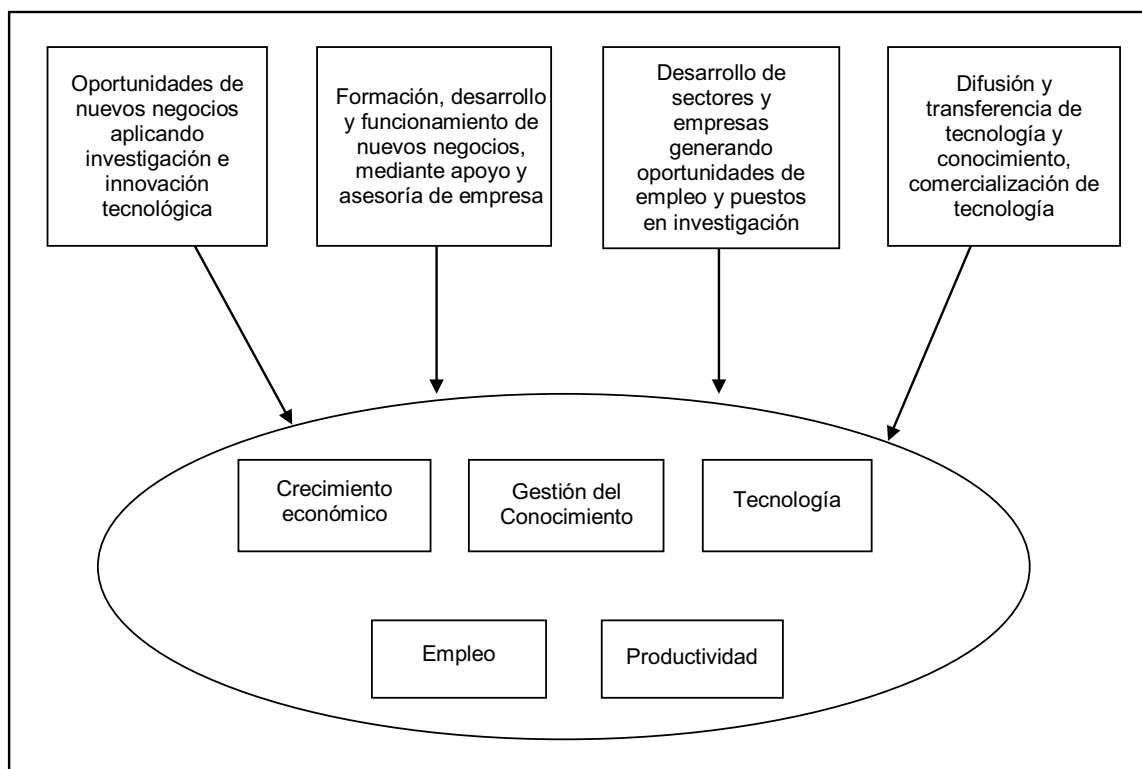 Oportunidades de
nuevos negocios
aplicando
investigación e
innovación
tecnológica
Formación, desarrollo
y funcionamiento de
nuevos negocios,
mediante apoyo y
asesoría de empresa
Desarrollo de
sectores y
empresas
generando
oportunidades de
empleo y puestos
en investigación
Difusión y
transferencia de
tecnología y
conocimiento,
comercialización de
tecnología
Crecimiento
económico
Gestión del
Conocimiento
Tecnología
Empleo
Productividad